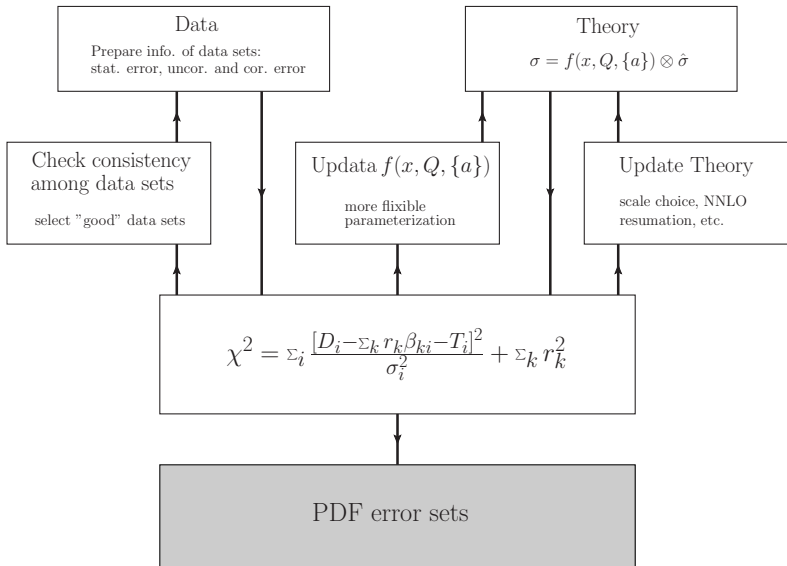 Data
Prepare info. of data sets:
stat. error, uncor. and cor. error
Theory
σ = f(x, Q, {a}) ⊗ σ̂
Check consistency
among data sets
select "good" data sets
Updata f(x, Q, {a})
more flixible
parameterization
Update Theory
scale choice, NNLO
resumation, etc.
χ² = Σ_i [D_i−Σ_k r_k β_ki−T_i]² / σ_i² + Σ_k r_k²
PDF error sets